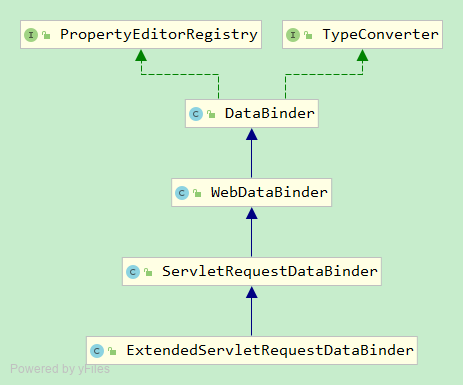 PropertyEditorRegistry
TypeConverter
DataBinder
WebDataBinder
ServletRequestDataBinder
ExtendedServletRequestDataBinder
Powered by yFiles